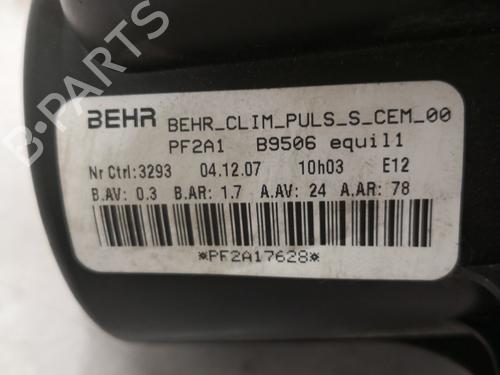 B-PARTS
BEHR BEHR_CLIM_PULS_S_CEM_00
PF2A1 B9506 equil1
Nr Ctrl:3293 04.12.07 10h03 E12
B.AV: 0.3 B.AR: 1.7 A.AV: 24 A.AR: 78
*PF2A17628*